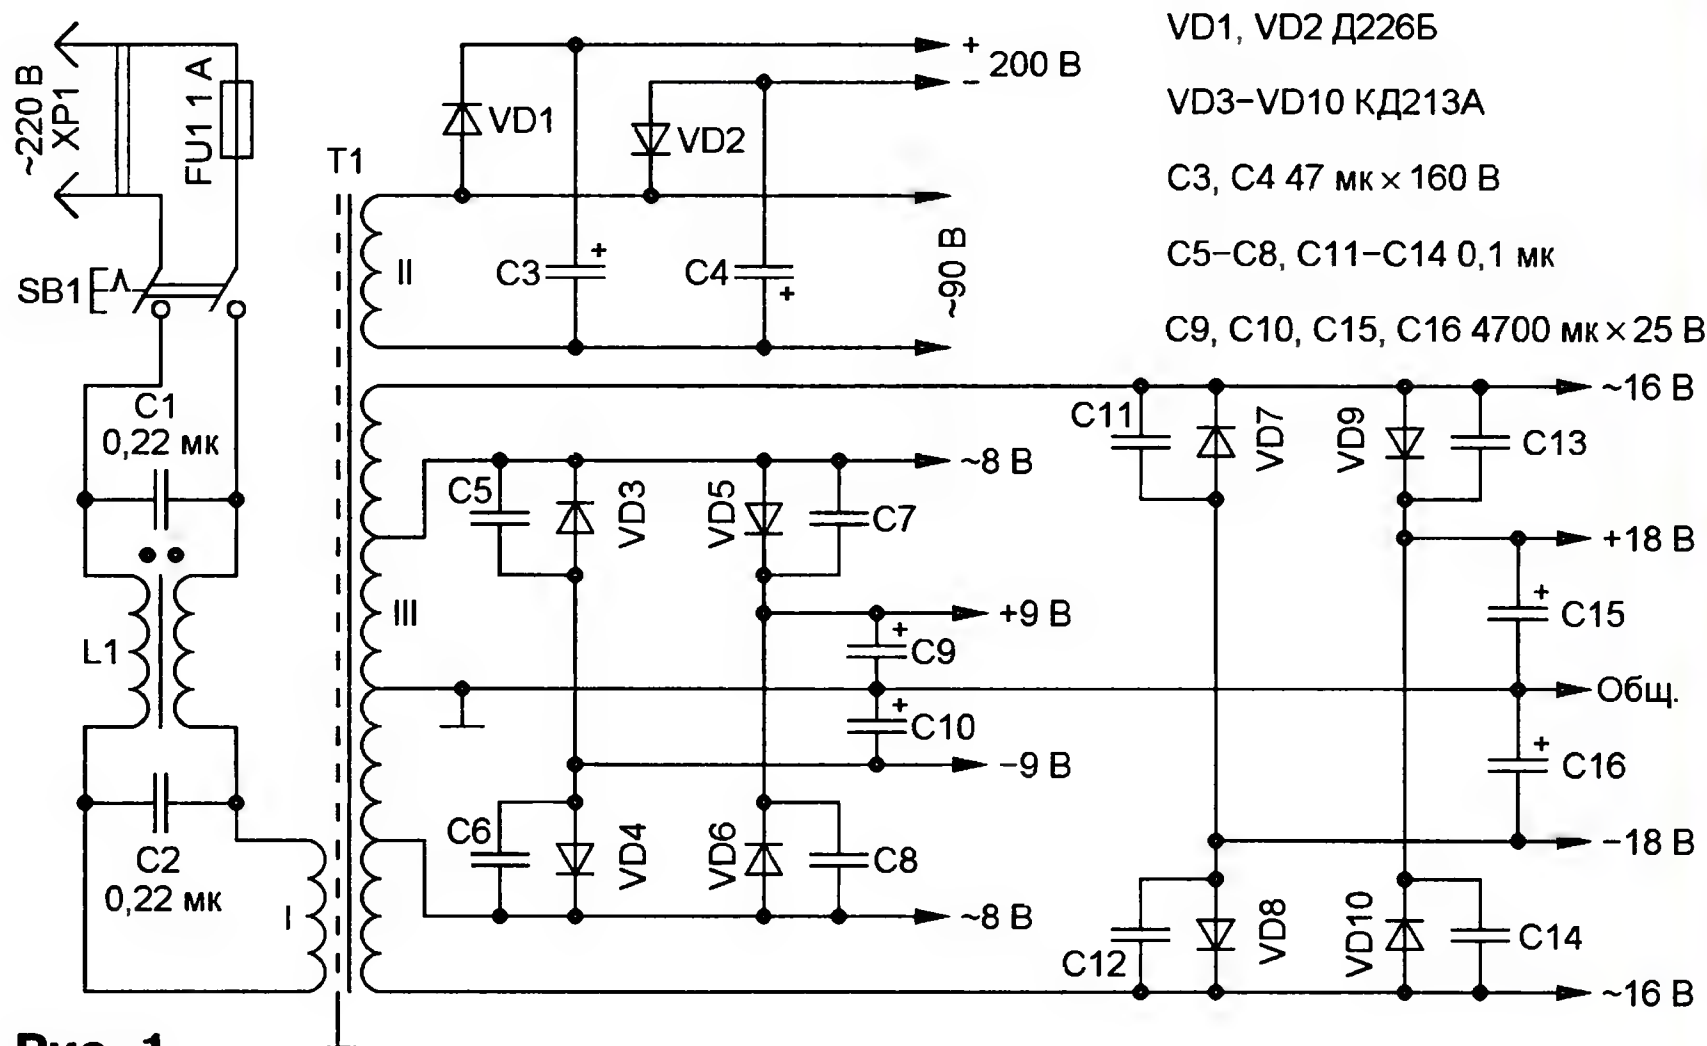 ~220 В
XP1
FU1 1 A
SB1
C1
0,22 мк
L1
C2
0,22 мк
I
T1
II
III
VD1
VD2
C3
+
C4
+
+
200 В
−
~90 В
VD1, VD2 Д226Б
VD3−VD10 КД213А
C3, C4 47 мк × 160 В
C5−C8, C11−C14 0,1 мк
C9, C10, C15, C16 4700 мк × 25 В
C5
VD3
VD5
C7
~8 В
+9 В
+
C9
+
C10
−9 В
C6
VD4
VD6
C8
~8 В
C11
VD7
VD9
C13
~16 В
+18 В
+
C15
Общ.
+
C16
−18 В
C12
VD8
VD10
C14
~16 В